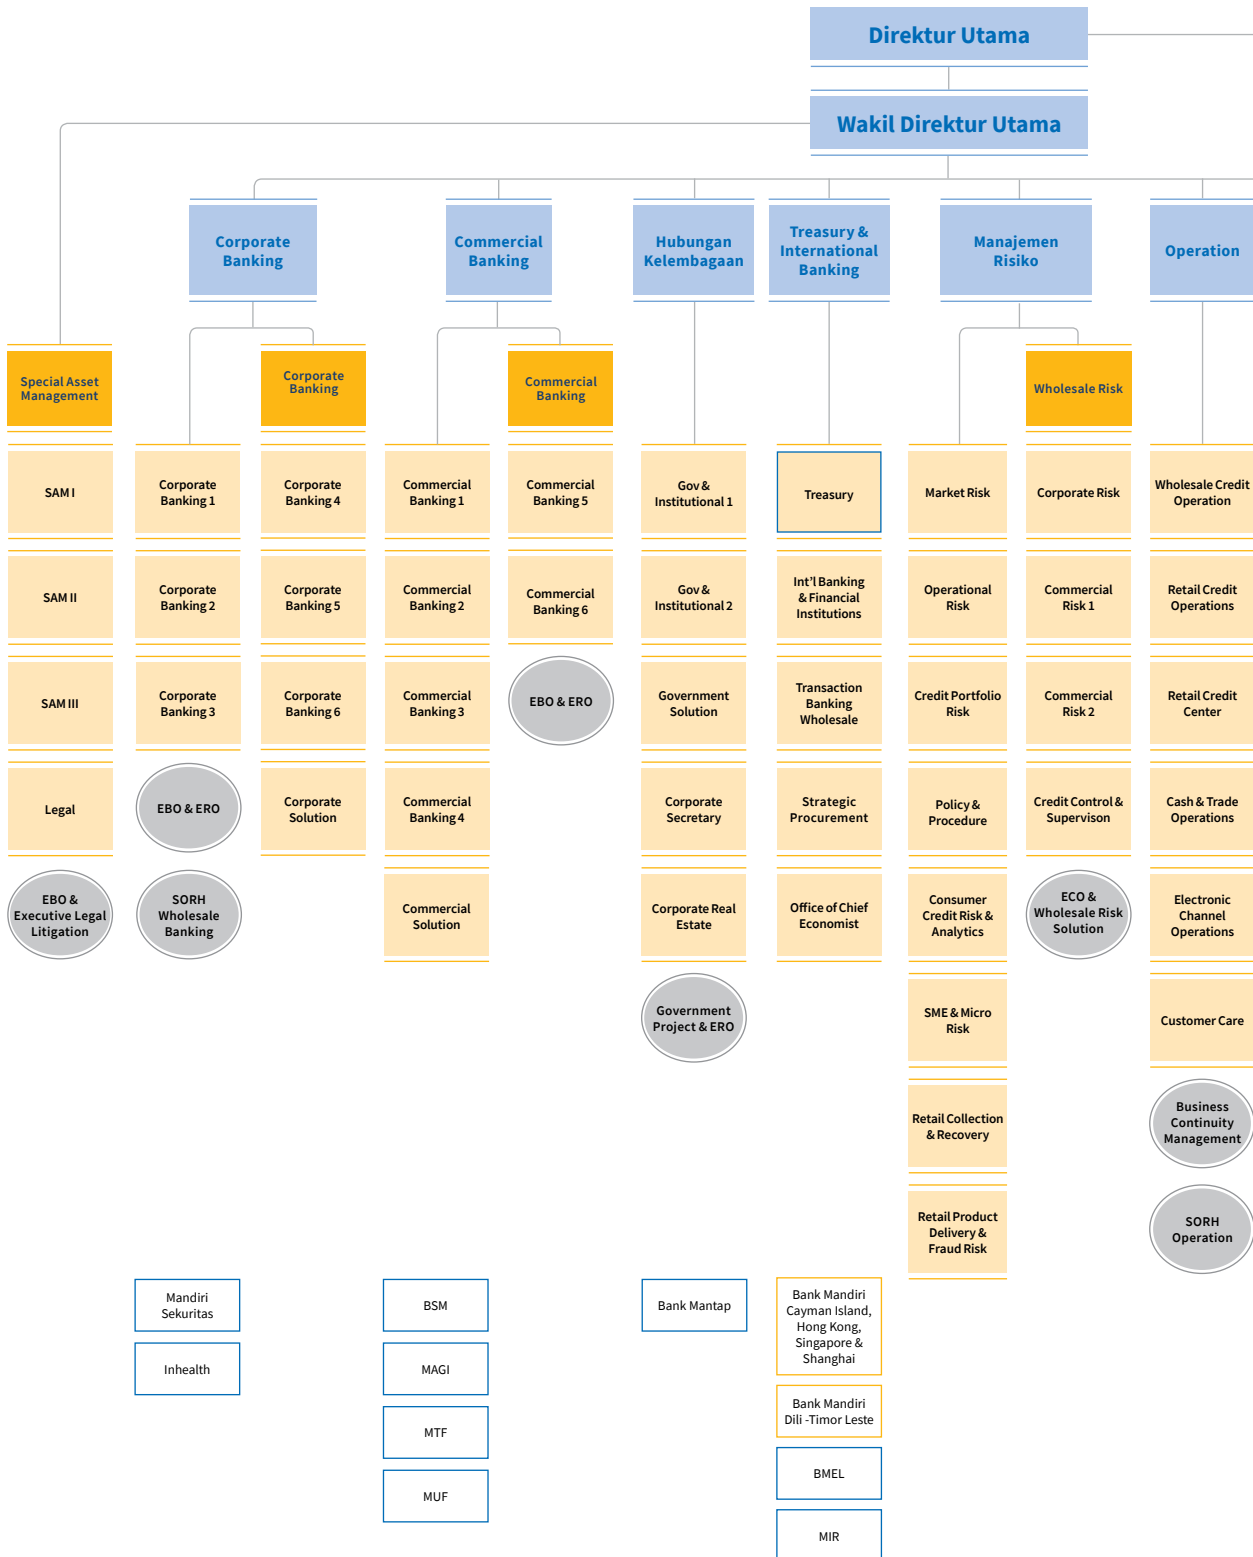 Direktur Utama
Wakil Direktur Utama
Corporate
Banking
Commercial
Banking
Hubungan
Kelembagaan
Treasury &
International
Banking
Manajemen
Risiko
Operation
Special Asset
Management
Corporate
Banking
Commercial
Banking
Wholesale Risk
SAM I
Corporate
Banking 1
Corporate
Banking 4
Commercial
Banking 1
Commercial
Banking 5
Gov &
Institutional 1
Treasury
Market Risk
Corporate Risk
Wholesale Credit
Operation
SAM II
Corporate
Banking 2
Corporate
Banking 5
Commercial
Banking 2
Commercial
Banking 6
Gov &
Institutional 2
Int'l Banking
& Financial
Institutions
Operational
Risk
Commercial
Risk 1
Retail Credit
Operations
SAM III
Corporate
Banking 3
Corporate
Banking 6
Commercial
Banking 3
EBO & ERO
Government
Solution
Transaction
Banking
Wholesale
Credit Portfolio
Risk
Commercial
Risk 2
Retail Credit
Center
Legal
EBO & ERO
Corporate
Solution
Commercial
Banking 4
Corporate
Secretary
Strategic
Procurement
Policy &
Procedure
Credit Control &
Supervison
Cash & Trade
Operations
EBO &
Executive Legal
Litigation
SORH
Wholesale
Banking
Commercial
Solution
Corporate Real
Estate
Office of Chief
Economist
Consumer
Credit Risk &
Analytics
ECO &
Wholesale Risk
Solution
Electronic
Channel
Operations
Government
Project & ERO
SME & Micro
Risk
Customer Care
Retail Collection
& Recovery
Business
Continuity
Management
Retail Product
Delivery &
Fraud Risk
SORH
Operation
Mandiri
Sekuritas
BSM
Bank Mantap
Bank Mandiri
Cayman Island,
Hong Kong,
Singapore &
Shanghai
Inhealth
MAGI
Bank Mandiri
Dili -Timor Leste
MTF
BMEL
MUF
MIR